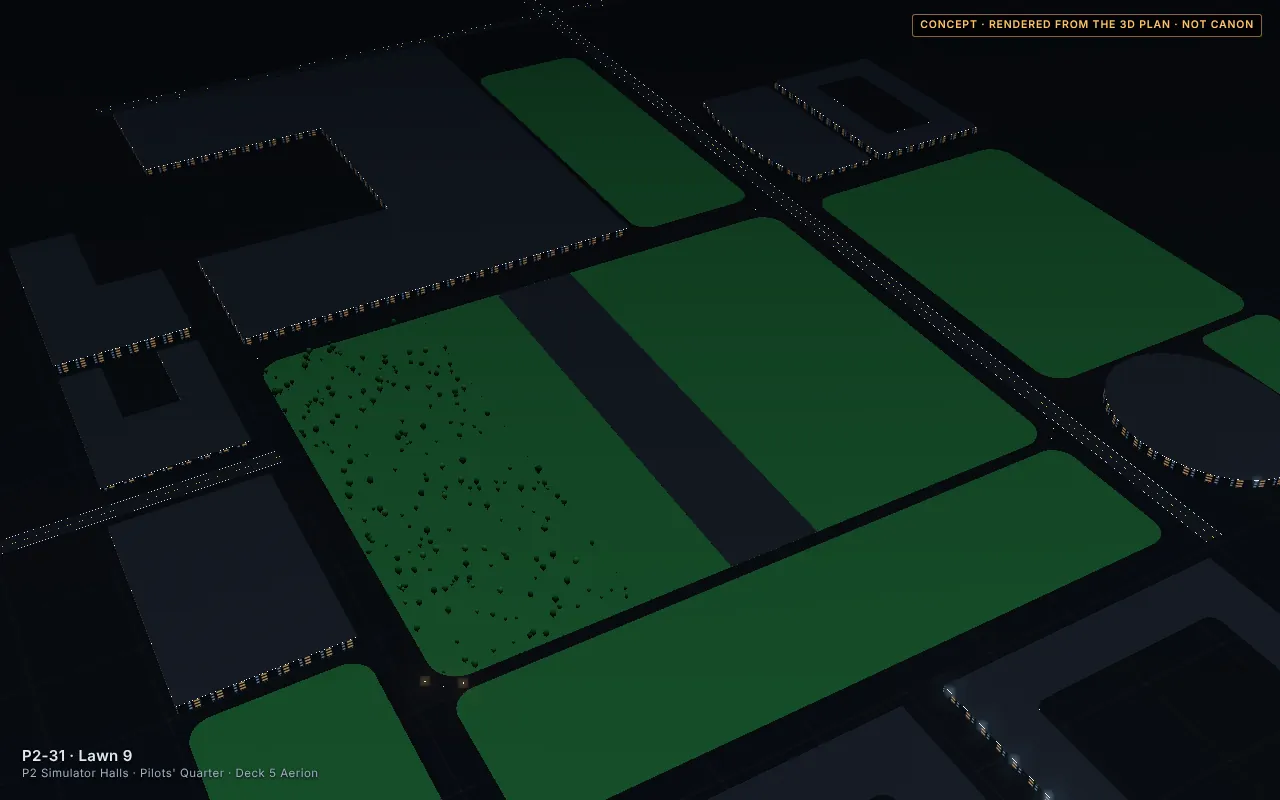 CONCEPT · RENDERED FROM THE 3D PLAN · NOT CANON
P2-31 · Lawn 9
P2 Simulator Halls · Pilots' Quarter · Deck 5 Aerion